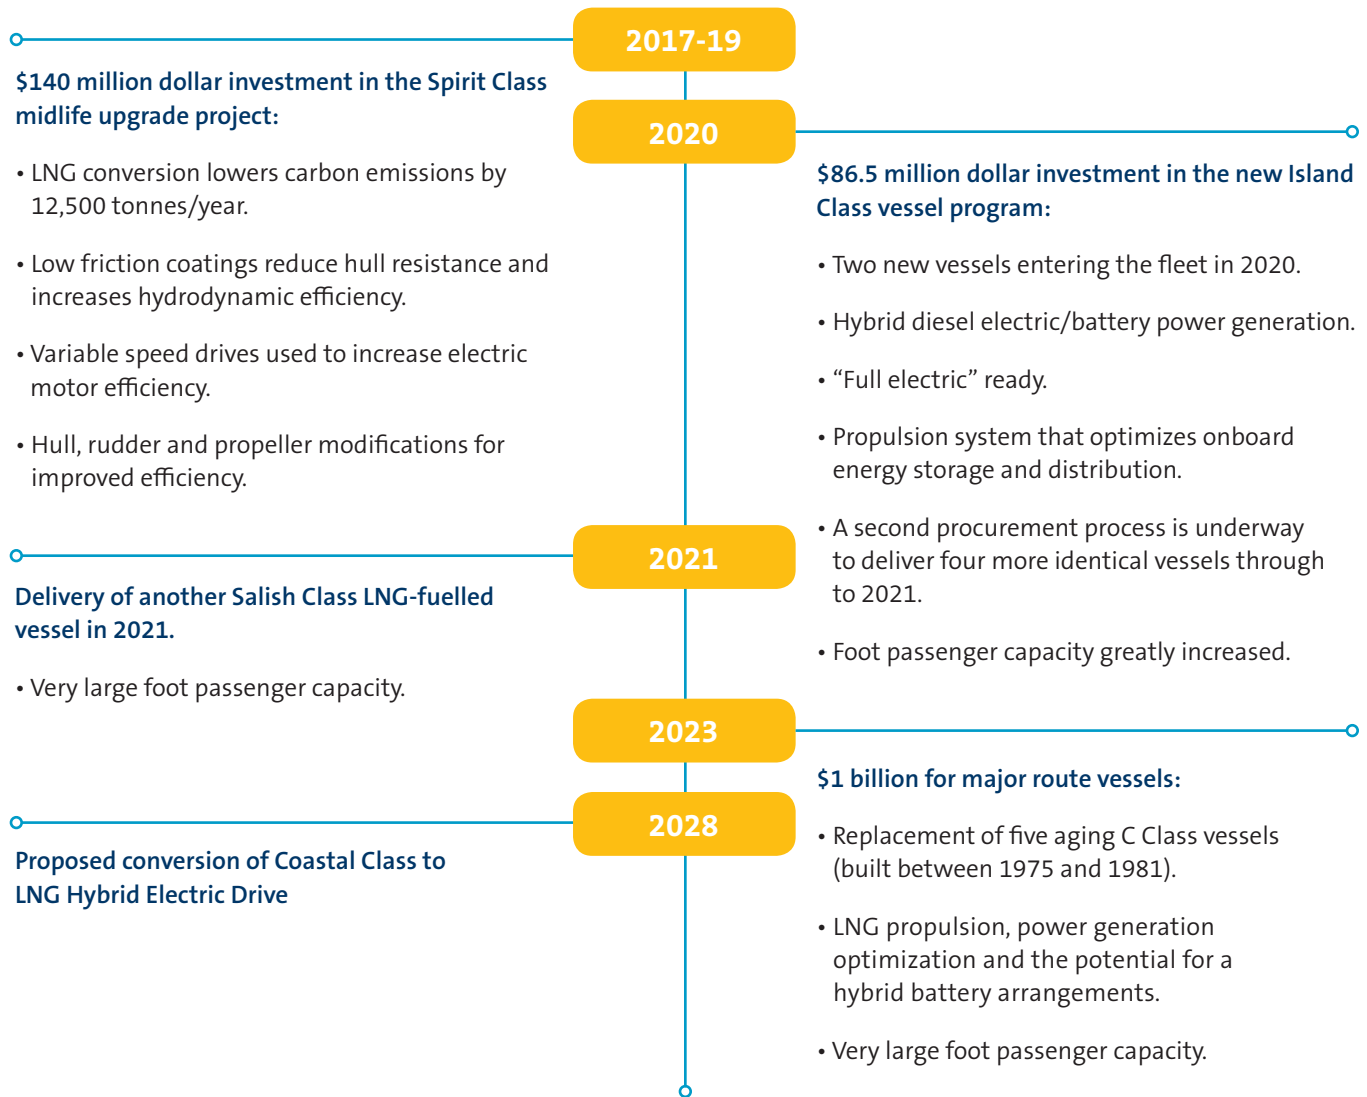 2017-19
$140 million dollar investment in the Spirit Class
midlife upgrade project:
• LNG conversion lowers carbon emissions by
12,500 tonnes/year.
• Low friction coatings reduce hull resistance and
increases hydrodynamic efficiency.
• Variable speed drives used to increase electric
motor efficiency.
• Hull, rudder and propeller modifications for
improved efficiency.
2020
$86.5 million dollar investment in the new Island
Class vessel program:
• Two new vessels entering the fleet in 2020.
• Hybrid diesel electric/battery power generation.
• “Full electric” ready.
• Propulsion system that optimizes onboard
energy storage and distribution.
• A second procurement process is underway
to deliver four more identical vessels through
to 2021.
• Foot passenger capacity greatly increased.
2021
Delivery of another Salish Class LNG-fuelled
vessel in 2021.
• Very large foot passenger capacity.
2023
$1 billion for major route vessels:
• Replacement of five aging C Class vessels
(built between 1975 and 1981).
• LNG propulsion, power generation
optimization and the potential for a
hybrid battery arrangements.
• Very large foot passenger capacity.
2028
Proposed conversion of Coastal Class to
LNG Hybrid Electric Drive